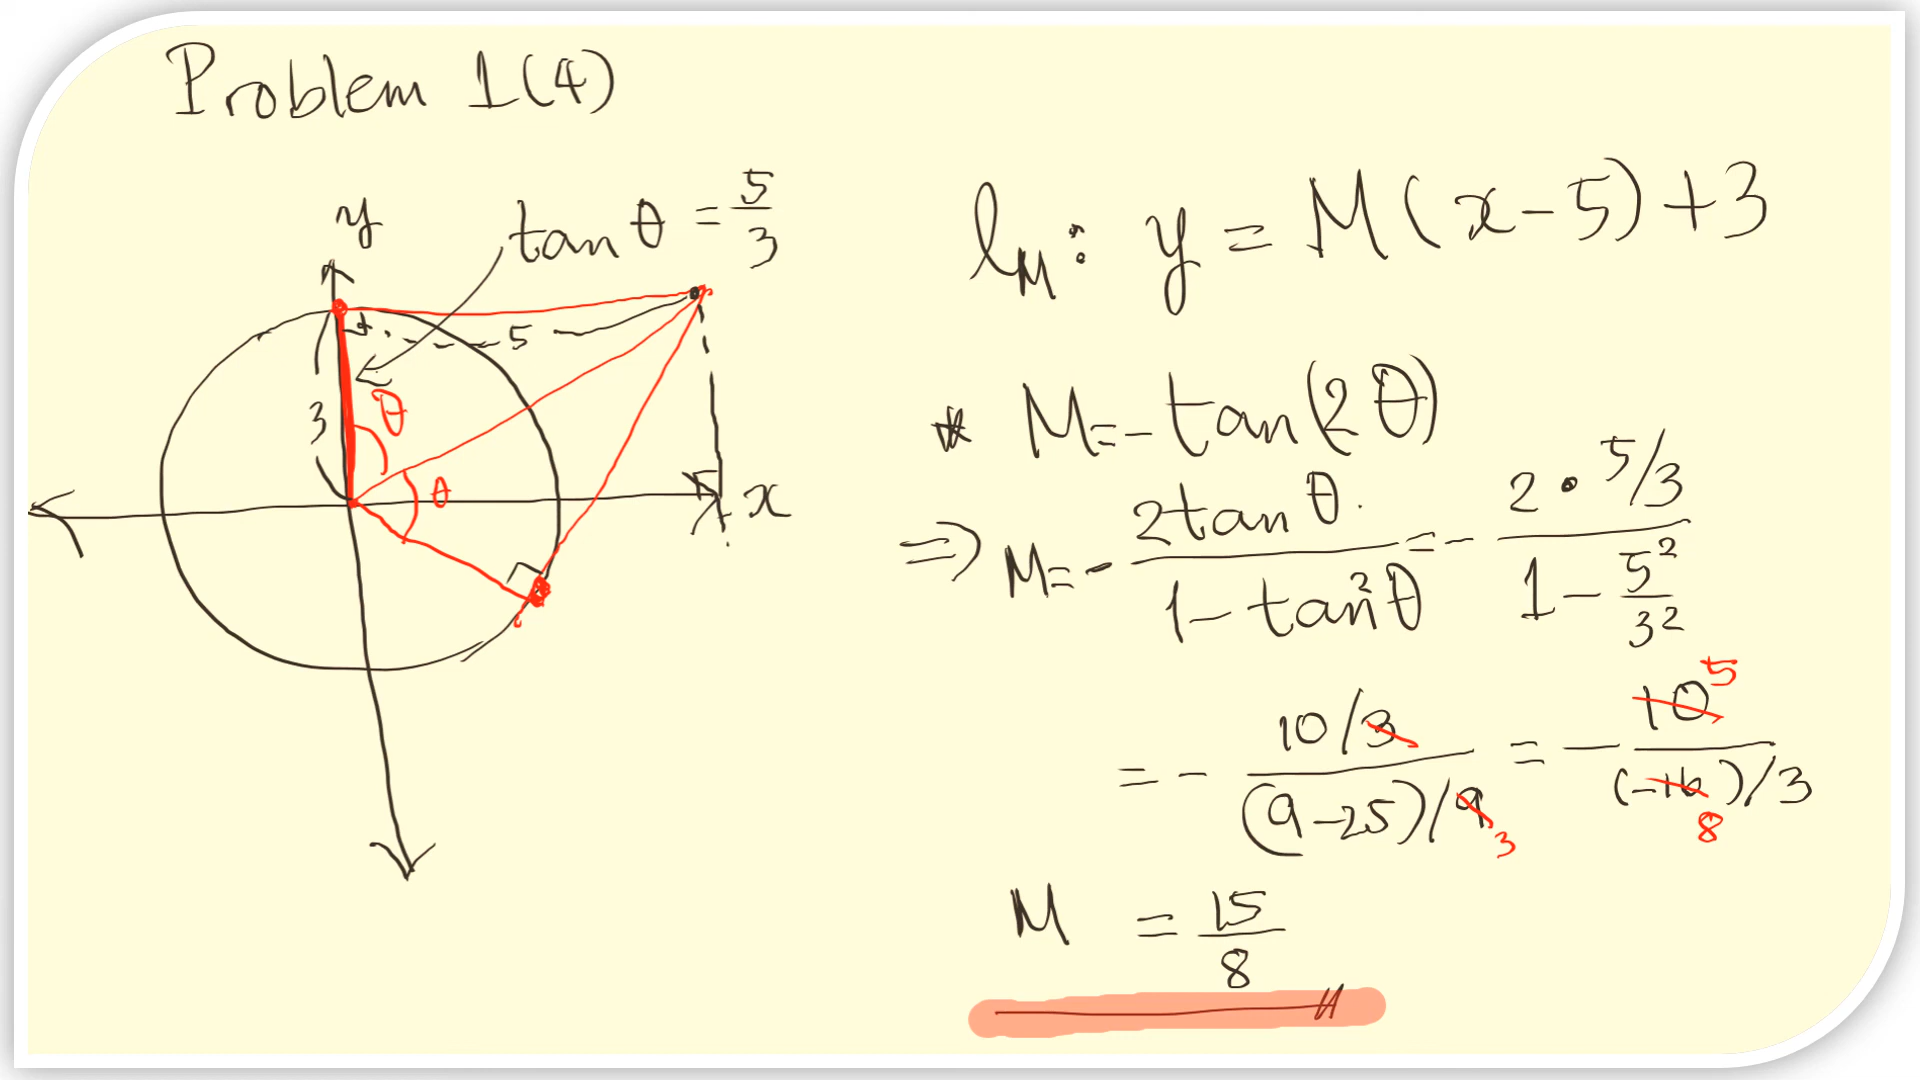 Problem 1(4)
y
tan θ = 5/3
5
3
θ
θ
x
l_M : y = M(x-5)+3
* M = -tan(2θ)
⇒ M = - 2tan θ / 1-tan²θ = - 2·5/3 / 1 - 5²/3²
= - 10/3 / (9-25)/9 3 = - 10 5 / (-16)/3 8
M = 15/8